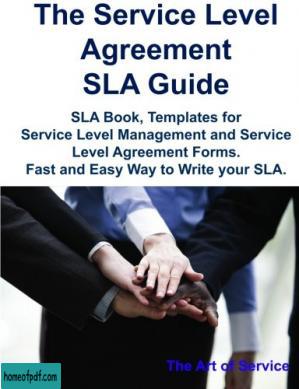 The Service Level
Agreement
SLA Guide
SLA Book, Templates for
Service Level Management and Service
Level Agreement Forms.
Fast and Easy Way to Write your SLA.
The Art of Service
homeofpdf.com